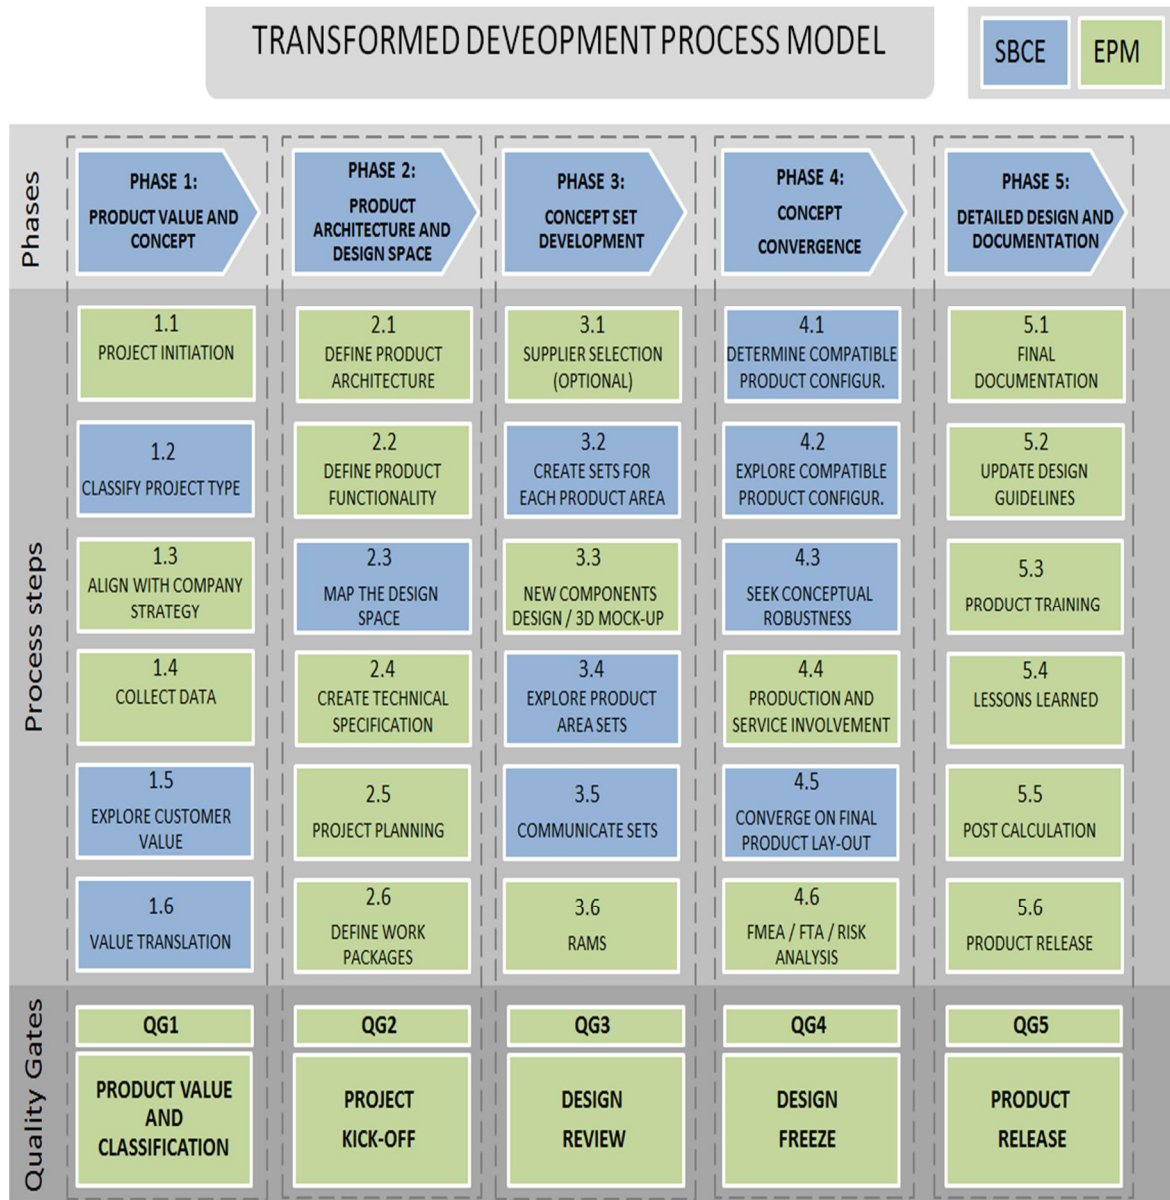 TRANSFORMED DEVEOPMENT PROCESS MODEL
SBCE
EPM
Phases
PHASE 1:
PRODUCT VALUE AND
CONCEPT
PHASE 2:
PRODUCT
ARCHITECTURE AND
DESIGN SPACE
PHASE 3:
CONCEPT SET
DEVELOPMENT
PHASE 4:
CONCEPT
CONVERGENCE
PHASE 5:
DETAILED DESIGN AND
DOCUMENTATION
Process steps
1.1
PROJECT INITIATION
1.2
CLASSIFY PROJECT TYPE
1.3
ALIGN WITH COMPANY
STRATEGY
1.4
COLLECT DATA
1.5
EXPLORE CUSTOMER
VALUE
1.6
VALUE TRANSLATION
2.1
DEFINE PRODUCT
ARCHITECTURE
2.2
DEFINE PRODUCT
FUNCTIONALITY
2.3
MAP THE DESIGN
SPACE
2.4
CREATE TECHNICAL
SPECIFICATION
2.5
PROJECT PLANNING
2.6
DEFINE WORK
PACKAGES
3.1
SUPPLIER SELECTION
(OPTIONAL)
3.2
CREATE SETS FOR
EACH PRODUCT AREA
3.3
NEW COMPONENTS
DESIGN / 3D MOCK-UP
3.4
EXPLORE PRODUCT
AREA SETS
3.5
COMMUNICATE SETS
3.6
RAMS
4.1
DETERMINE COMPATIBLE
PRODUCT CONFIGUR.
4.2
EXPLORE COMPATIBLE
PRODUCT CONFIGUR.
4.3
SEEK CONCEPTUAL
ROBUSTNESS
4.4
PRODUCTION AND
SERVICE INVOLVEMENT
4.5
CONVERGE ON FINAL
PRODUCT LAY-OUT
4.6
FMEA / FTA / RISK
ANALYSIS
5.1
FINAL
DOCUMENTATION
5.2
UPDATE DESIGN
GUIDELINES
5.3
PRODUCT TRAINING
5.4
LESSONS LEARNED
5.5
POST CALCULATION
5.6
PRODUCT RELEASE
Quality Gates
QG1
PRODUCT VALUE
AND
CLASSIFICATION
QG2
PROJECT
KICK-OFF
QG3
DESIGN
REVIEW
QG4
DESIGN
FREEZE
QG5
PRODUCT
RELEASE